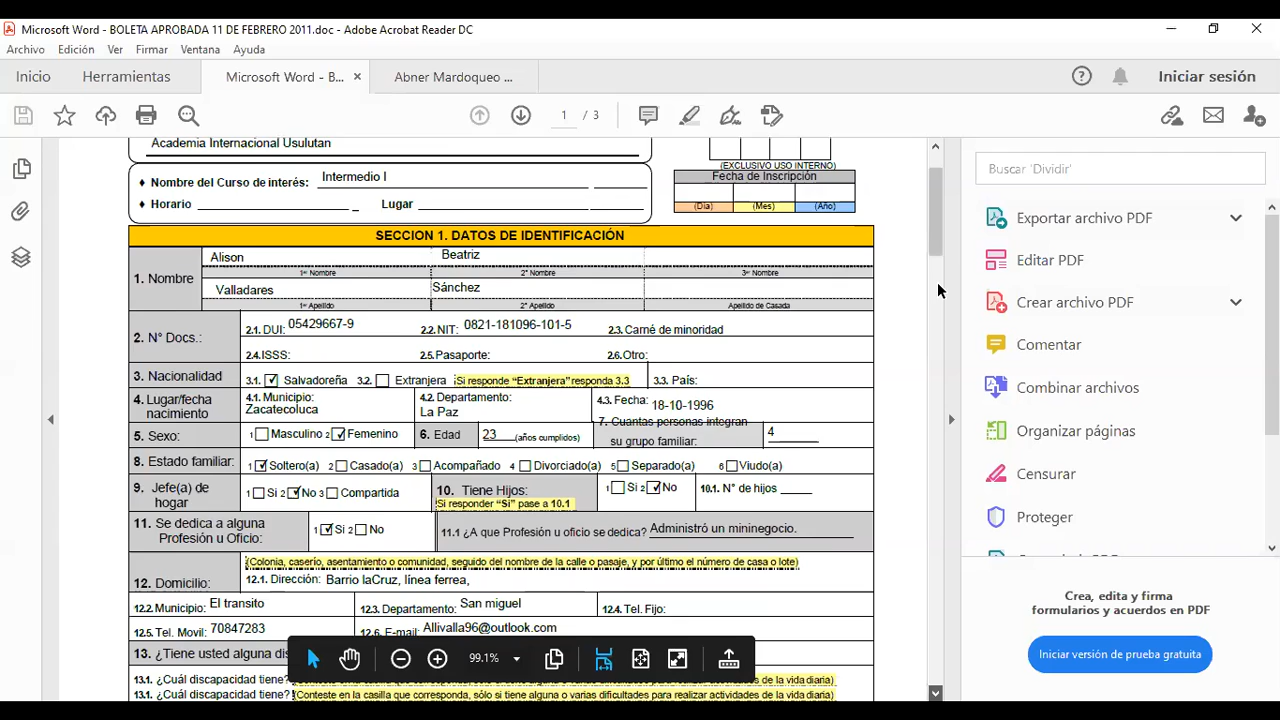 Microsoft Word - BOLETA APROBADA 11 DE FEBRERO 2011.doc - Adobe Acrobat Reader DC
Archivo Edición Ver Firmar Ventana Ayuda
Inicio Herramientas Microsoft Word - B... × Abner Mardoqueo ... Iniciar sesión
1 / 3
Academia Internacional Usulutan
(EXCLUSIVO USO INTERNO)
Buscar 'Dividir'
♦ Nombre del Curso de interés: Intermedio I
Fecha de Inscripción
♦ Horario Lugar
(Día) (Mes) (Año)
Exportar archivo PDF
SECCION 1. DATOS DE IDENTIFICACIÓN
Editar PDF
1. Nombre Alison Beatriz
1er Nombre 2º Nombre 3er Nombre
Valladares Sánchez
1er Apellido 2º Apellido Apellido de Casada
Crear archivo PDF
2. N° Docs.: 2.1. DUI: 05429667-9 2.2. NIT: 0821-181096-101-5 2.3. Carné de minoridad
2.4. ISSS: 2.5. Pasaporte: 2.6. Otro:
Comentar
3. Nacionalidad 3.1. Salvadoreña 3.2. Extranjera Si responde “Extranjera” responda 3.3 3.3. País:
Combinar archivos
4. Lugar/fecha nacimiento 4.1. Municipio: Zacatecoluca 4.2. Departamento: La Paz 4.3. Fecha: 18-10-1996
5. Sexo: 1 Masculino 2 Femenino 6. Edad 23 (años cumplidos) 7. Cuantas personas integran su grupo familiar: 4
Organizar páginas
8. Estado familiar: 1 Soltero(a) 2 Casado(a) 3 Acompañado 4 Divorciado(a) 5 Separado(a) 6 Viudo(a)
Censurar
9. Jefe(a) de hogar 1 Si 2 No 3 Compartida 10. Tiene Hijos: Si responder “Si” pase a 10.1 1 Si 2 No 10.1. N° de hijos
Proteger
11. Se dedica a alguna Profesión u Oficio: 1 Si 2 No 11.1 ¿A que Profesión u oficio se dedica? Administró un mininegocio.
(Colonia, caserío, asentamiento o comunidad, seguido del nombre de la calle o pasaje, y por último el número de casa o lote)
12. Domicilio: 12.1. Dirección: Barrio laCruz, línea ferrea,
12.2. Municipio: El transito 12.3. Departamento: San miguel 12.4. Tel. Fijo:
12.5. Tel. Movil: 70847283 12.6. E-mail: Allivalla96@outlook.com
Crea, edita y firma
formularios y acuerdos en PDF
Iniciar versión de prueba gratuita
13. ¿Tiene usted alguna
99.1%
13.1. ¿Cuál discapacidad tiene?
13.1. ¿Cuál discapacidad tiene? (Conteste en la casilla que corresponda, sólo si tiene alguna o varias dificultades para realizar actividades de la vida diaria)